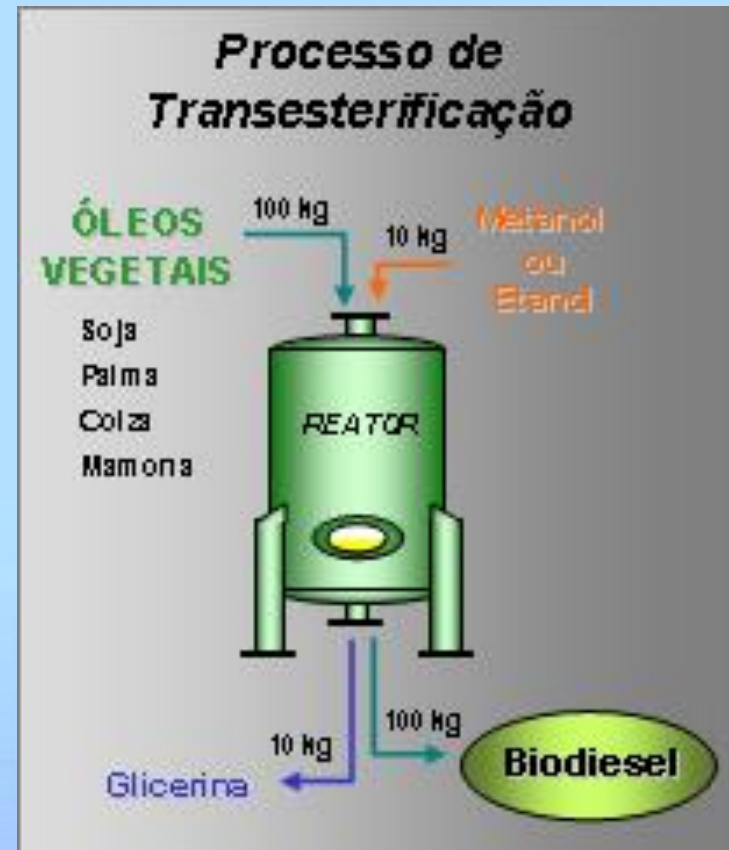 Processo de
Transesterificação
ÓLEOS
VEGETAIS
100 kg
10 kg
Metanol
ou
Etanol
Soja
Palma
Colza
Mamona
REATOR
10 kg
100 kg
Glicerina
Biodiesel